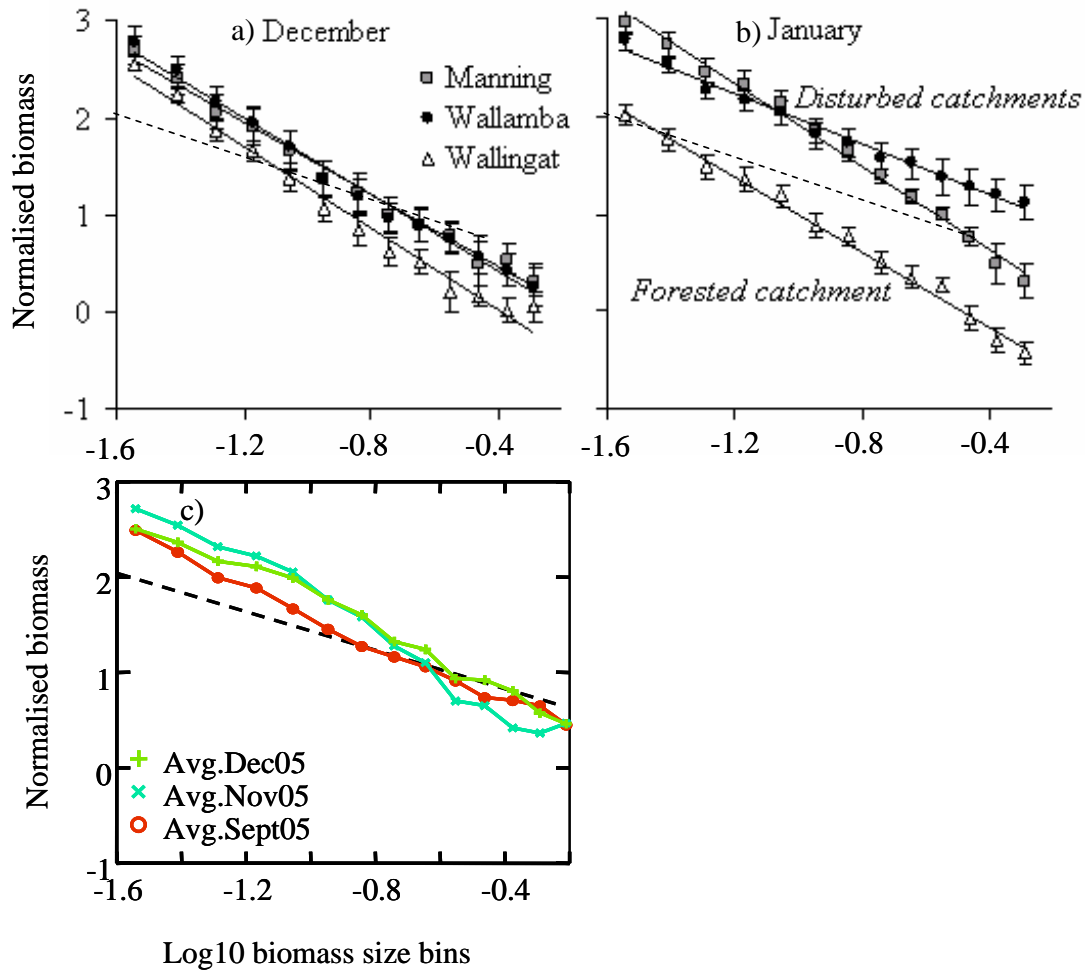 a) December
3
2
1
0
-1
Normalised biomass
Manning
Wallamba
Wallingat
-1.6
-1.2
-0.8
-0.4
b) January
Disturbed catchments
Forested catchment
-1.6
-1.2
-0.8
-0.4
c)
3
2
1
0
-1
Normalised biomass
Avg.Dec05
Avg.Nov05
Avg.Sept05
-1.6
-1.2
-0.8
-0.4
Log10 biomass size bins